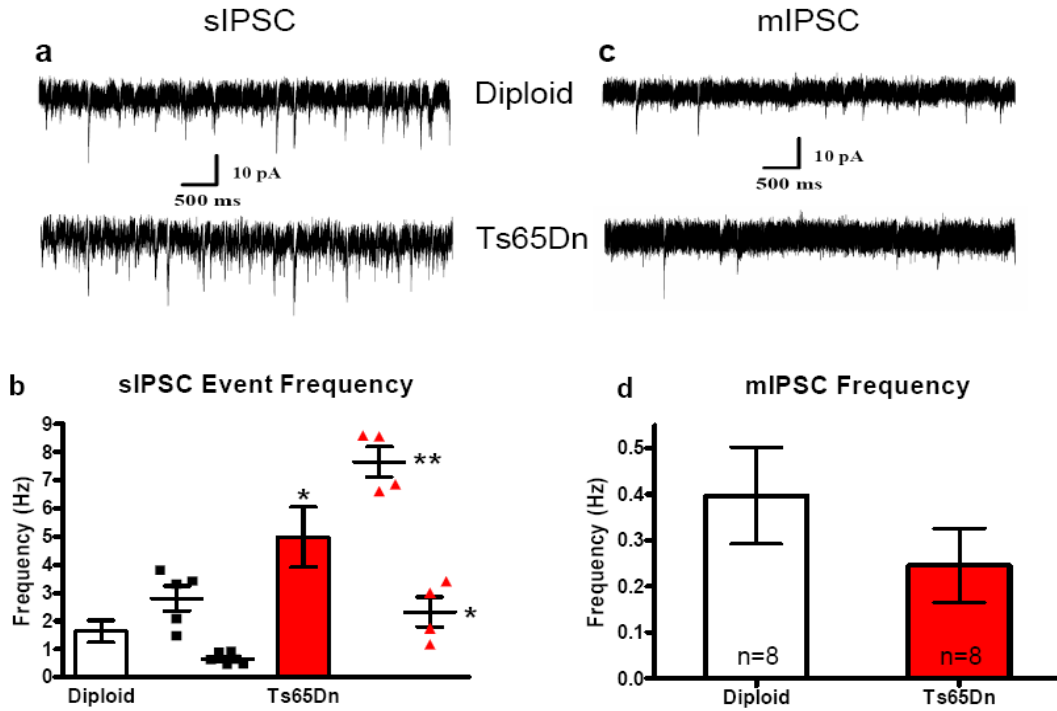 sIPSC
mIPSC
a
c
Diploid
10 pA
500 ms
10 pA
500 ms
Ts65Dn
b
sIPSC Event Frequency
Frequency (Hz)
9
8
7
6
5
4
3
2
1
0
*
**
*
Diploid
Ts65Dn
d
mIPSC Frequency
Frequency (Hz)
0.5
0.4
0.3
0.2
0.1
0.0
n=8
n=8
Diploid
Ts65Dn